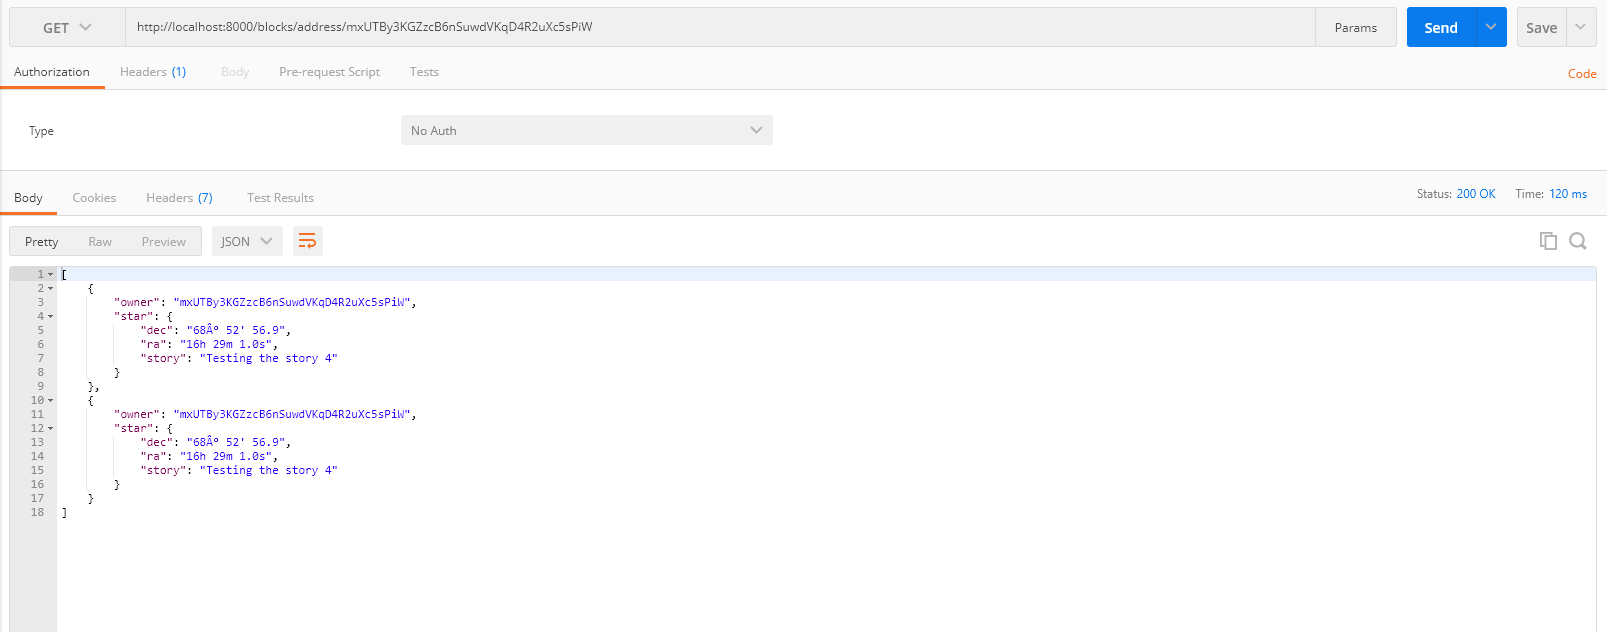 GET http://localhost:8000/blocks/address/mxUTBy3KGZzcB6nSuwdVKqD4R2uXc5sPiW Params Send Save
Authorization Headers (1) Body Pre-request Script Tests Code
Type No Auth
Body Cookies Headers (7) Test Results Status: 200 OK Time: 120 ms
Pretty Raw Preview JSON
1 [
2 {
3 "owner": "mxUTBy3KGZzcB6nSuwdVKqD4R2uXc5sPiW",
4 "star": {
5 "dec": "68Âº 52' 56.9",
6 "ra": "16h 29m 1.0s",
7 "story": "Testing the story 4"
8 }
9 },
10 {
11 "owner": "mxUTBy3KGZzcB6nSuwdVKqD4R2uXc5sPiW",
12 "star": {
13 "dec": "68Âº 52' 56.9",
14 "ra": "16h 29m 1.0s",
15 "story": "Testing the story 4"
16 }
17 }
18 ]